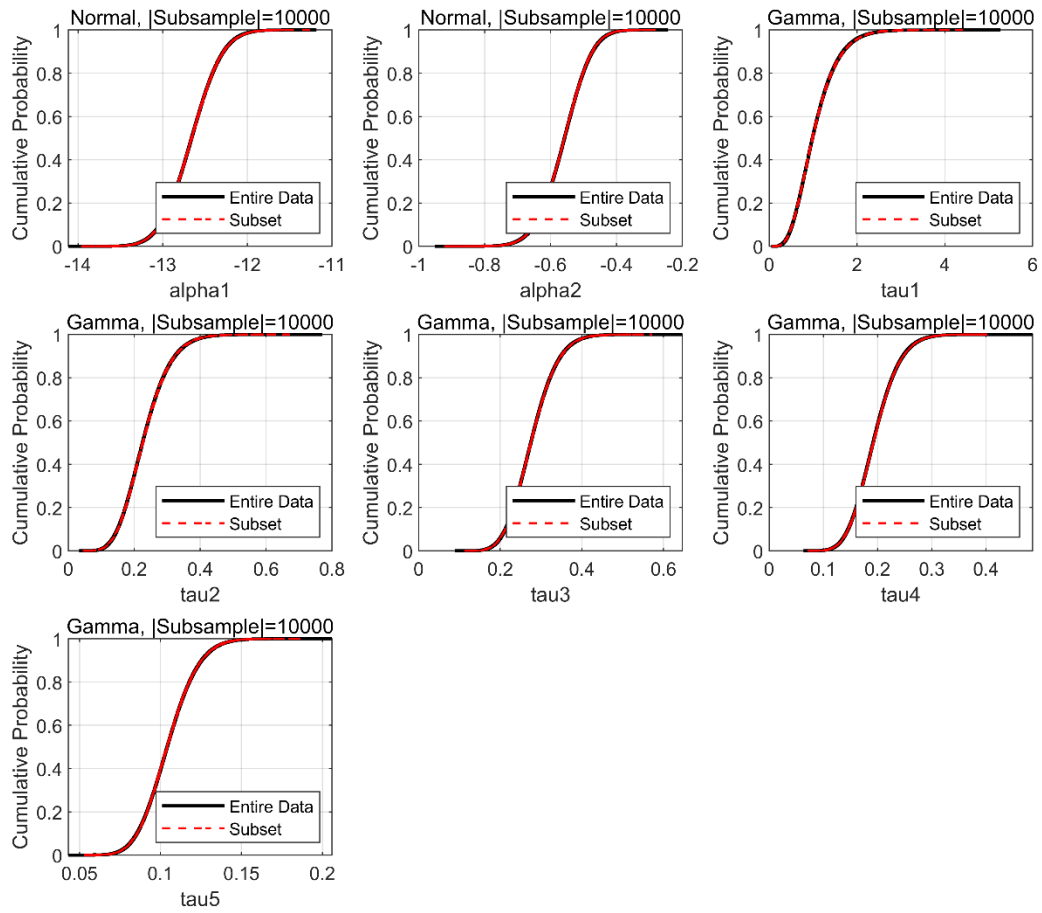 Normal, |Subsample|=10000
Cumulative Probability
1
0.8
0.6
0.4
0.2
0
Entire Data
Subset
-14
-13
-12
-11
alpha1
Normal, |Subsample|=10000
Cumulative Probability
1
0.8
0.6
0.4
0.2
0
Entire Data
Subset
-1
-0.8
-0.6
-0.4
-0.2
alpha2
Gamma, |Subsample|=10000
Cumulative Probability
1
0.8
0.6
0.4
0.2
0
Entire Data
Subset
0
2
4
6
tau1
Gamma, |Subsample|=10000
Cumulative Probability
1
0.8
0.6
0.4
0.2
0
Entire Data
Subset
0
0.2
0.4
0.6
0.8
tau2
Gamma, |Subsample|=10000
Cumulative Probability
1
0.8
0.6
0.4
0.2
0
Entire Data
Subset
0.2
0.4
0.6
tau3
Gamma, |Subsample|=10000
Cumulative Probability
1
0.8
0.6
0.4
0.2
0
Entire Data
Subset
0
0.1
0.2
0.3
0.4
tau4
Gamma, |Subsample|=10000
Cumulative Probability
1
0.8
0.6
0.4
0.2
0
Entire Data
Subset
0.05
0.1
0.15
0.2
tau5